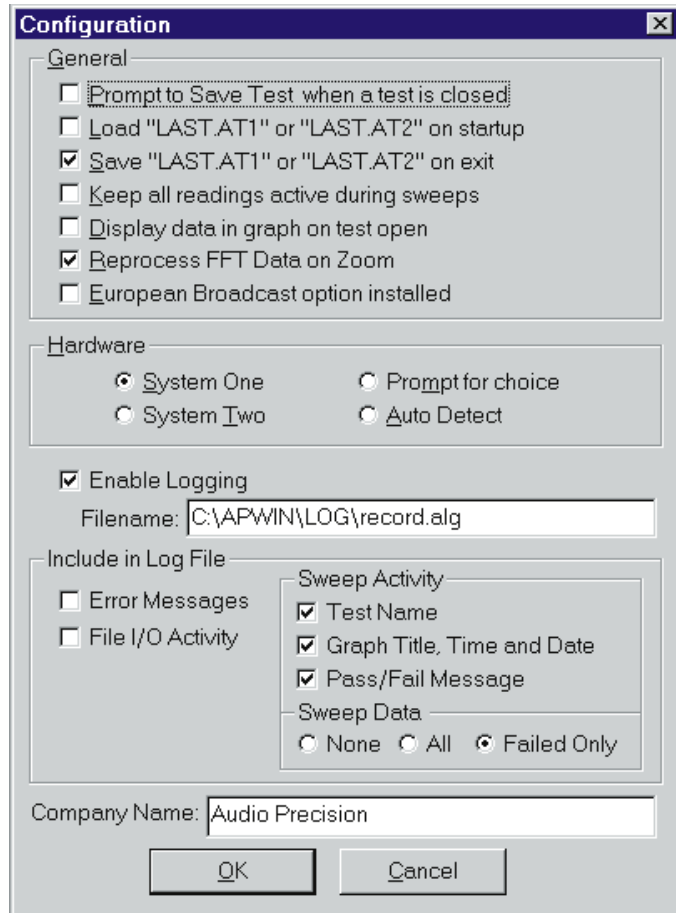 Configuration
General
Prompt to Save Test when a test is closed
Load "LAST.AT1" or "LAST.AT2" on startup
Save "LAST.AT1" or "LAST.AT2" on exit
Keep all readings active during sweeps
Display data in graph on test open
Reprocess FFT Data on Zoom
European Broadcast option installed
Hardware
System One
Prompt for choice
System Two
Auto Detect
Enable Logging
Filename: C:\APWIN\LOG\record.alg
Include in Log File
Error Messages
File I/O Activity
Sweep Activity
Test Name
Graph Title, Time and Date
Pass/Fail Message
Sweep Data
None All Failed Only
Company Name: Audio Precision
OK Cancel